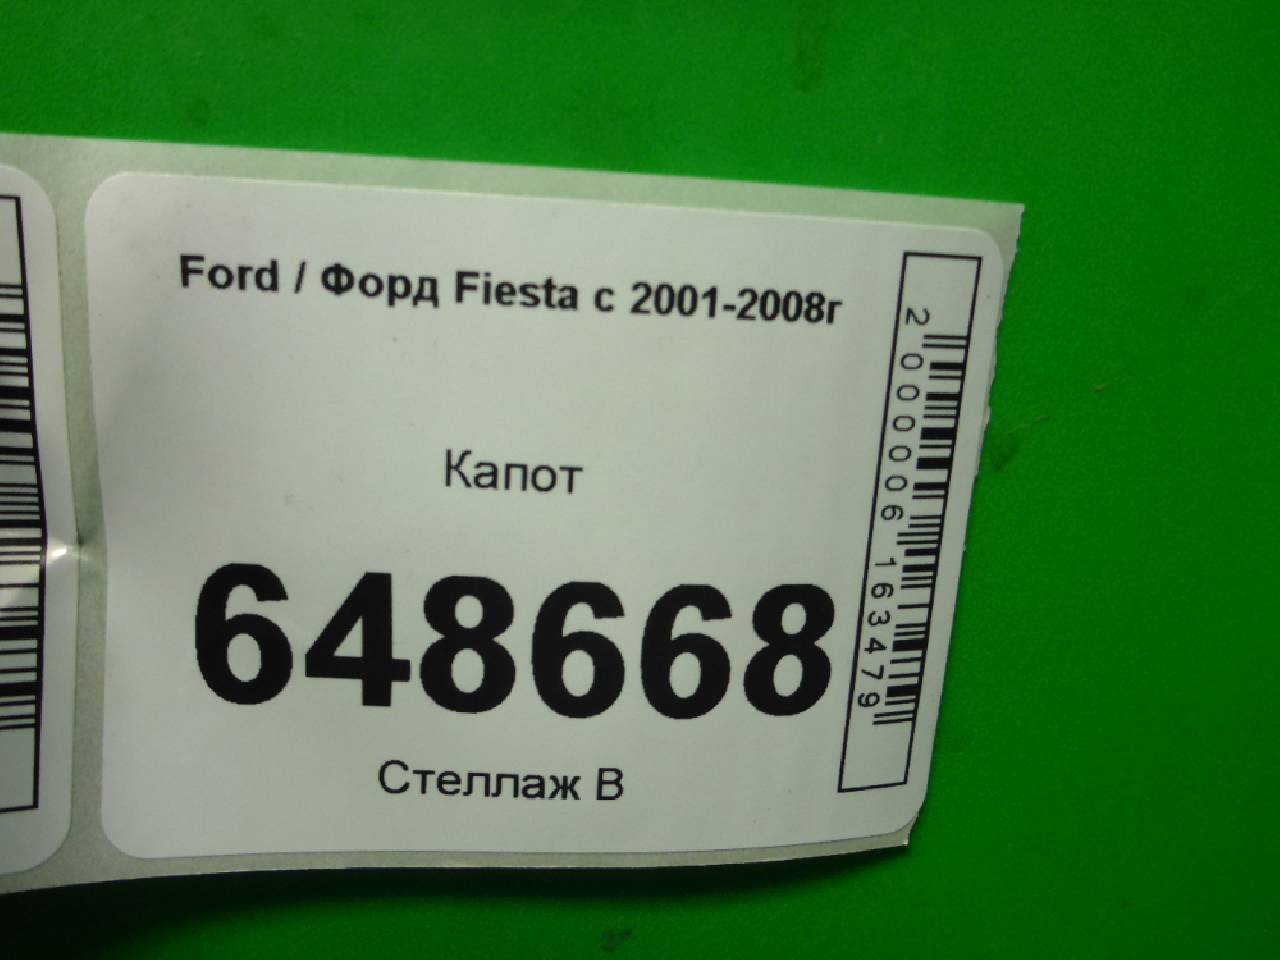 Ford / Форд Fiesta с 2001-2008г
Капот
648668
Стеллаж В
2000006163479